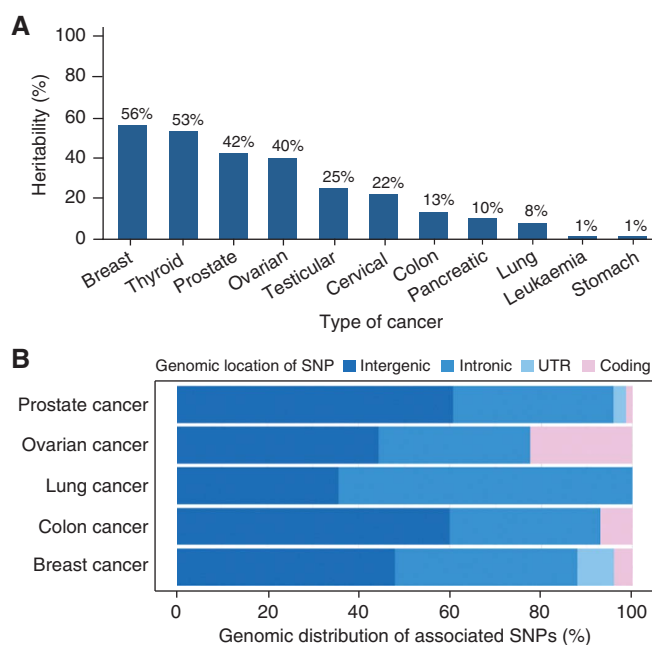 A
Heritability (%)
100
80
60
40
20
0
56%
53%
42%
40%
25%
22%
13%
10%
8%
1%
1%
Breast
Thyroid
Prostate
Ovarian
Testicular
Cervical
Colon
Pancreatic
Lung
Leukaemia
Stomach
Type of cancer
B
Genomic location of SNP Intergenic Intronic UTR Coding
Prostate cancer
Ovarian cancer
Lung cancer
Colon cancer
Breast cancer
0 20 40 60 80 100
Genomic distribution of associated SNPs (%)